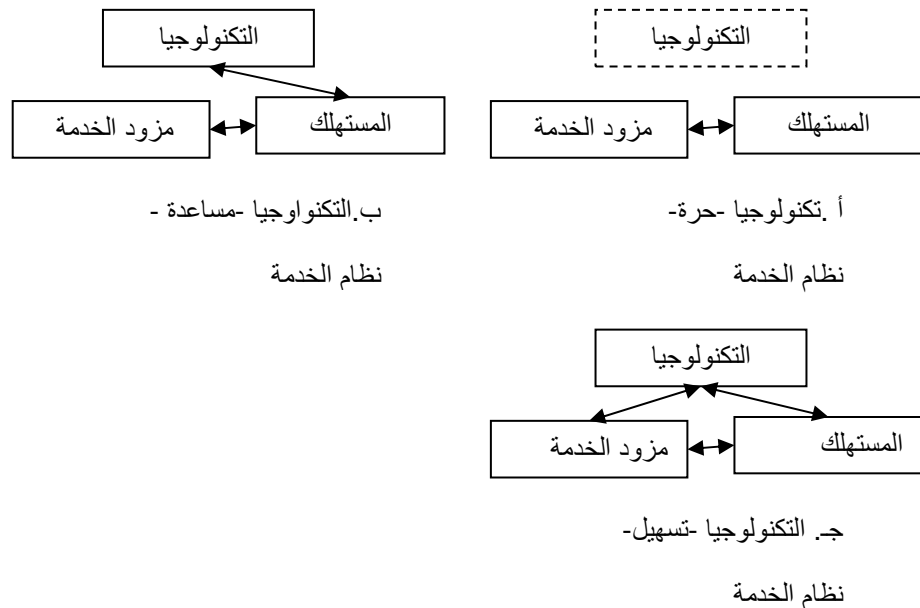 التكنولوجيا
المستهلك
مزود الخدمة
أ .تكنولوجيا -حرة-
نظام الخدمة
التكنولوجيا
المستهلك
مزود الخدمة
ب.التكنواوجيا -مساعدة -
نظام الخدمة
التكنولوجيا
المستهلك
مزود الخدمة
جـ. التكنولوجيا -تسهيل-
نظام الخدمة